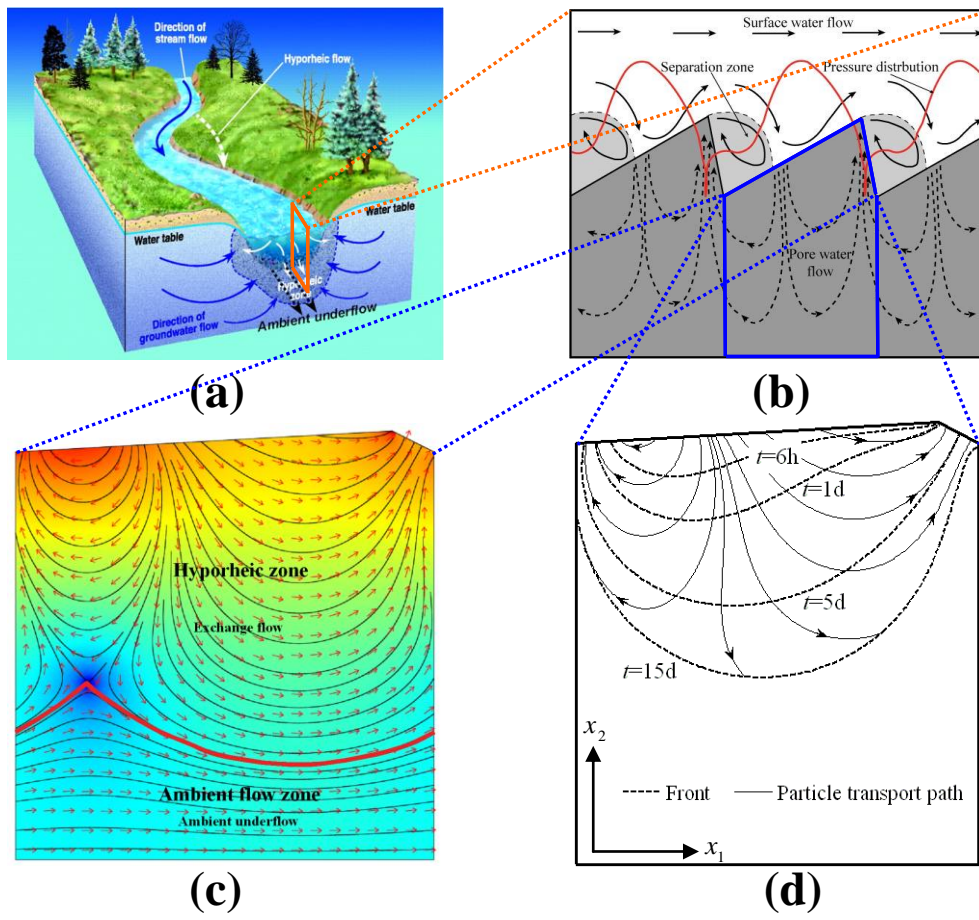 Direction of
stream flow
Hyporheic flow
Water table
Water table
Hyporheic
zone
Direction of
groundwater flow
Ambient underflow
(a)
Surface water flow
Separation zone
Pressure distrbution
Pore water
flow
(b)
Hyporheic zone
Exchange flow
Ambient flow zone
Ambient underflow
(c)
t=6h
t=1d
t=5d
t=15d
x2
Front
Particle transport path
x1
(d)